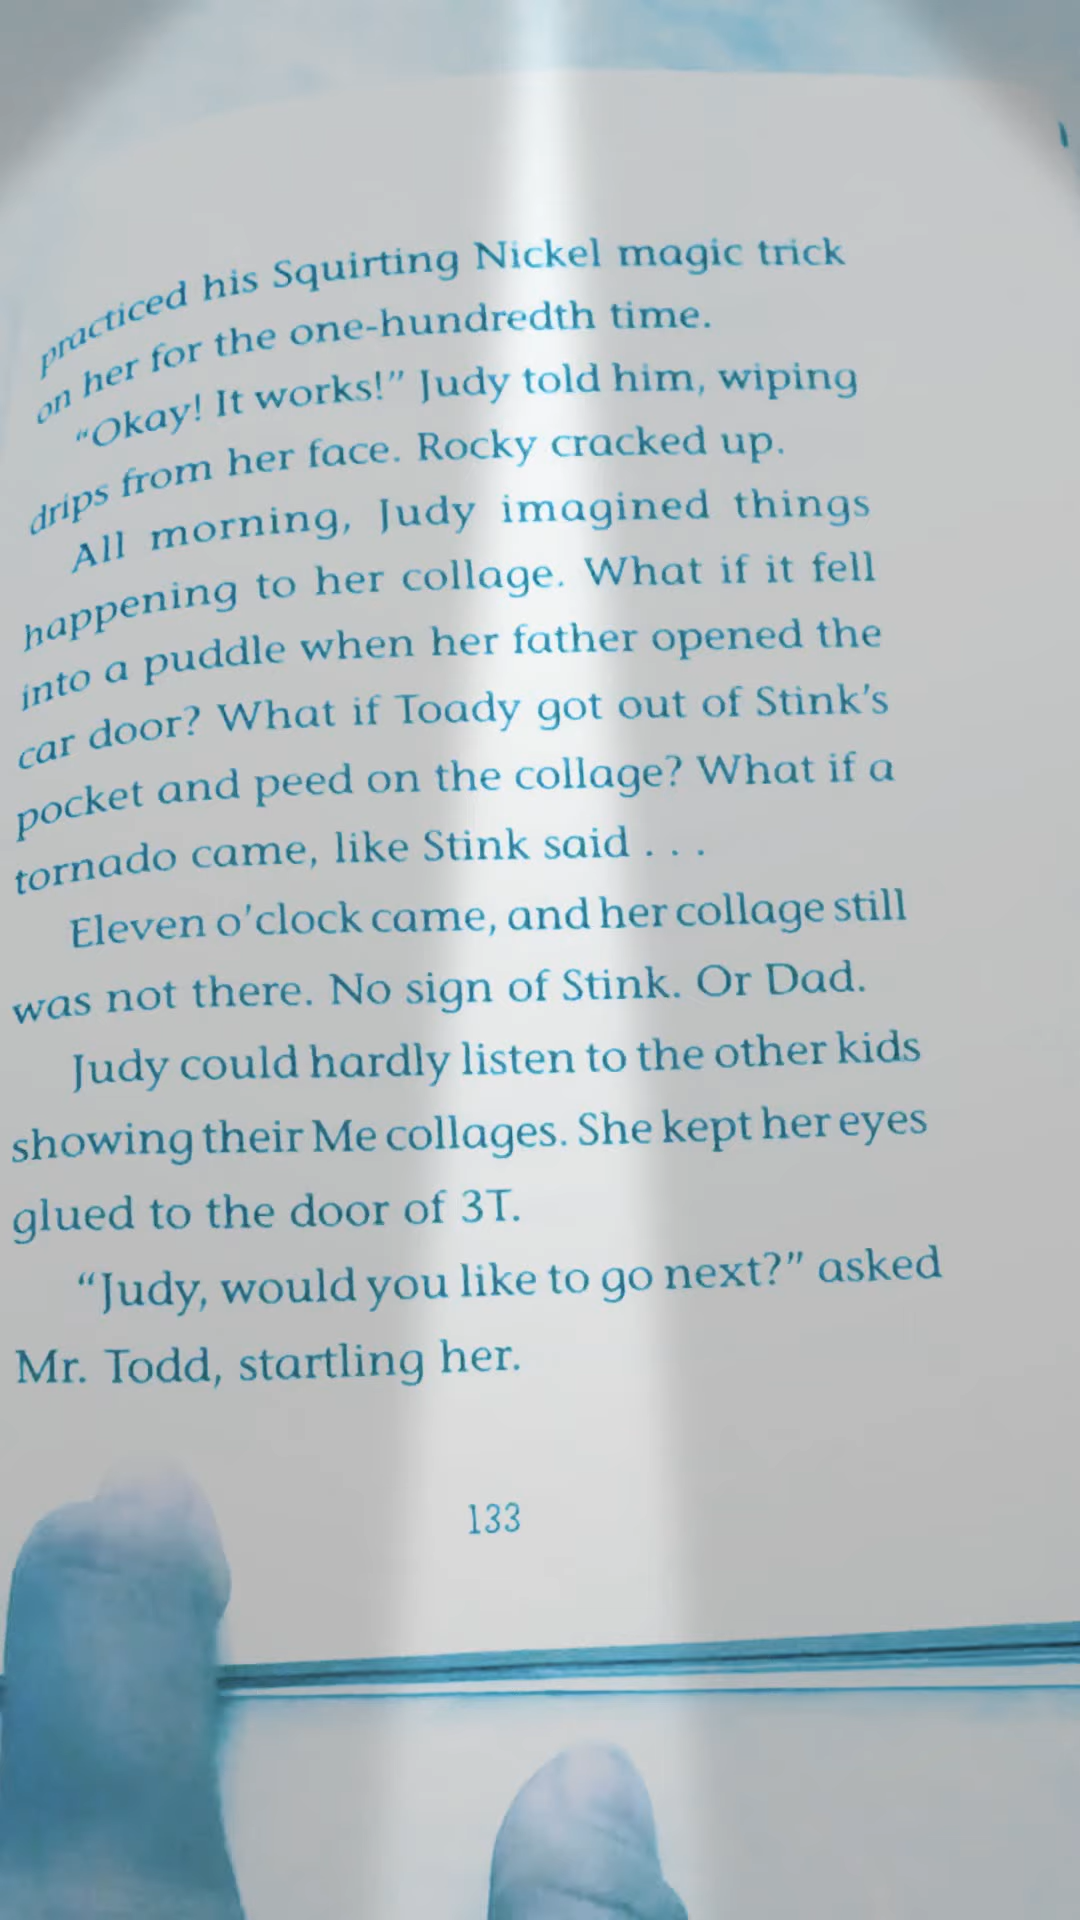 practiced his Squirting Nickel magic trick
on her for the one-hundredth time.
“Okay! It works!” Judy told him, wiping
drips from her face. Rocky cracked up.
All morning, Judy imagined things
happening to her collage. What if it fell
into a puddle when her father opened the
car door? What if Toady got out of Stink’s
pocket and peed on the collage? What if a
tornado came, like Stink said . . .
Eleven o’clock came, and her collage still
was not there. No sign of Stink. Or Dad.
Judy could hardly listen to the other kids
showing their Me collages. She kept her eyes
glued to the door of 3T.
“Judy, would you like to go next?” asked
Mr. Todd, startling her.
133